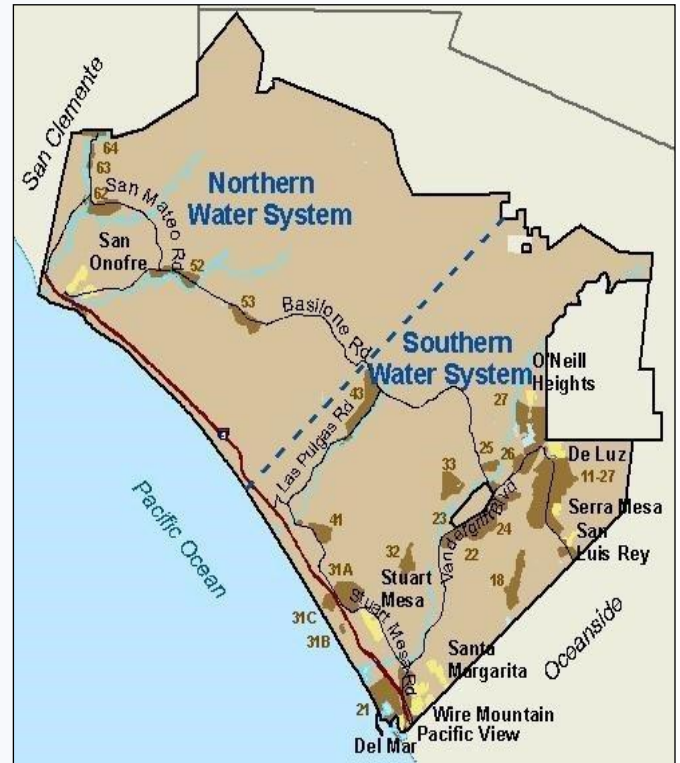 San Clemente
64
63
62
San Mateo Rd
Northern
Water System
San
Onofre
52
53
Basilone Rd
Southern
Water System
O'Neill
Heights
27
43
Las Pulgas Rd
5
De Luz
25
26
11-27
33
Serra Mesa
23
Vandergrift Blvd
24
San
Luis Rey
41
22
32
18
Pacific Ocean
31A
Stuart
Mesa
31C
Stuart Mesa Rd
31B
Oceanside
Santa
Margarita
21
Wire Mountain
Pacific View
Del Mar